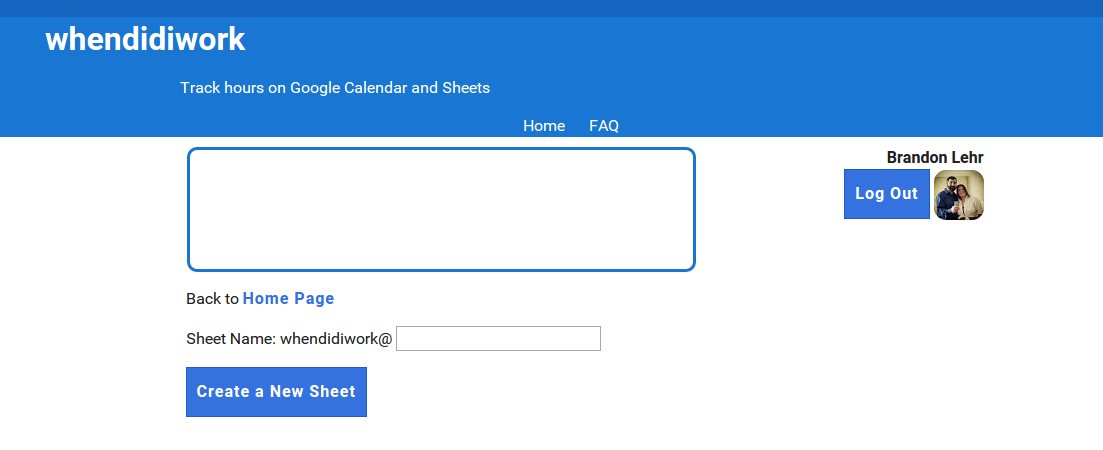 whendidiwork
Track hours on Google Calendar and Sheets
Home FAQ
Brandon Lehr
Log Out
Back to Home Page
Sheet Name: whendidiwork@
Create a New Sheet